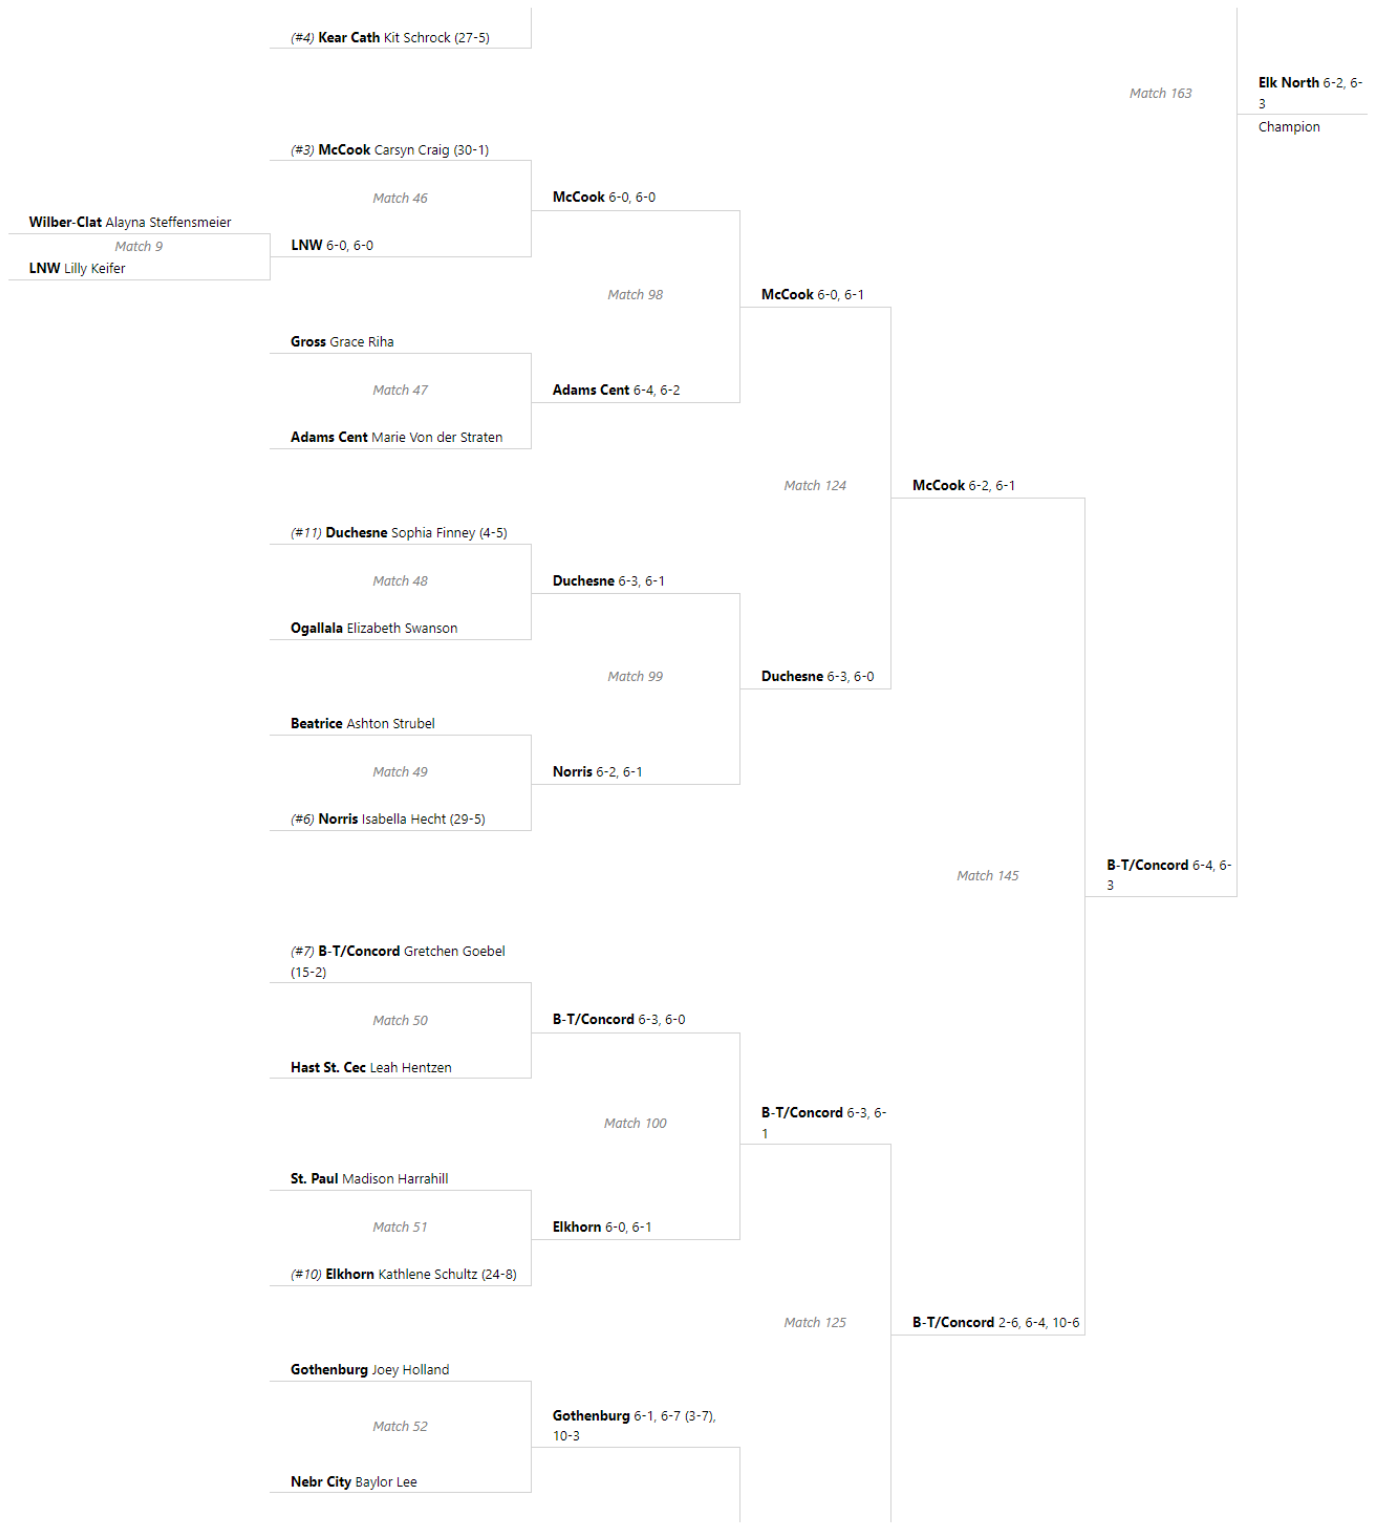 (#4) Kear Cath Kit Schrock (27-5)
Elk North 6-2, 6-
3
Match 163
Champion
(#3) McCook Carsyn Craig (30-1)
Match 46
McCook 6-0, 6-0
Wilber-Clat Alayna Steffensmeier
Match 9
LNW 6-0, 6-0
LNW Lilly Keifer
Match 98
McCook 6-0, 6-1
Gross Grace Riha
Match 47
Adams Cent 6-4, 6-2
Adams Cent Marie Von der Straten
Match 124
McCook 6-2, 6-1
(#11) Duchesne Sophia Finney (4-5)
Match 48
Duchesne 6-3, 6-1
Ogallala Elizabeth Swanson
Match 99
Duchesne 6-3, 6-0
Beatrice Ashton Strubel
Match 49
Norris 6-2, 6-1
(#6) Norris Isabella Hecht (29-5)
Match 145
B-T/Concord 6-4, 6-
3
(#7) B-T/Concord Gretchen Goebel
(15-2)
Match 50
B-T/Concord 6-3, 6-0
Hast St. Cec Leah Hentzen
Match 100
B-T/Concord 6-3, 6-
1
St. Paul Madison Harrahill
Match 51
Elkhorn 6-0, 6-1
(#10) Elkhorn Kathlene Schultz (24-8)
Match 125
B-T/Concord 2-6, 6-4, 10-6
Gothenburg Joey Holland
Match 52
Gothenburg 6-1, 6-7 (3-7),
10-3
Nebr City Baylor Lee